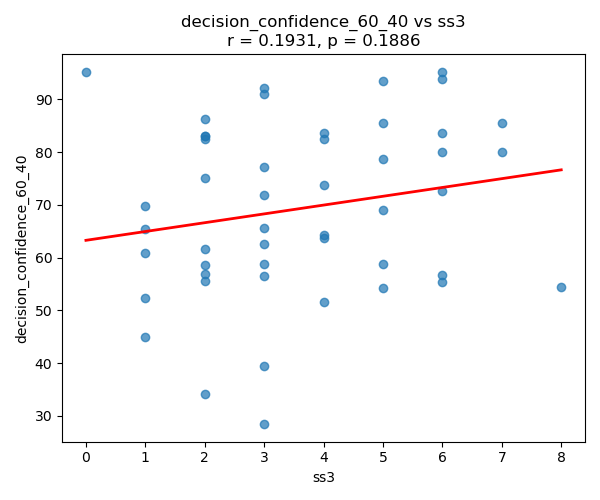 decision_confidence_60_40 vs ss3
r = 0.1931, p = 0.1886
decision_confidence_60_40
90
80
70
60
50
40
30
0 1 2 3 4 5 6 7 8
ss3